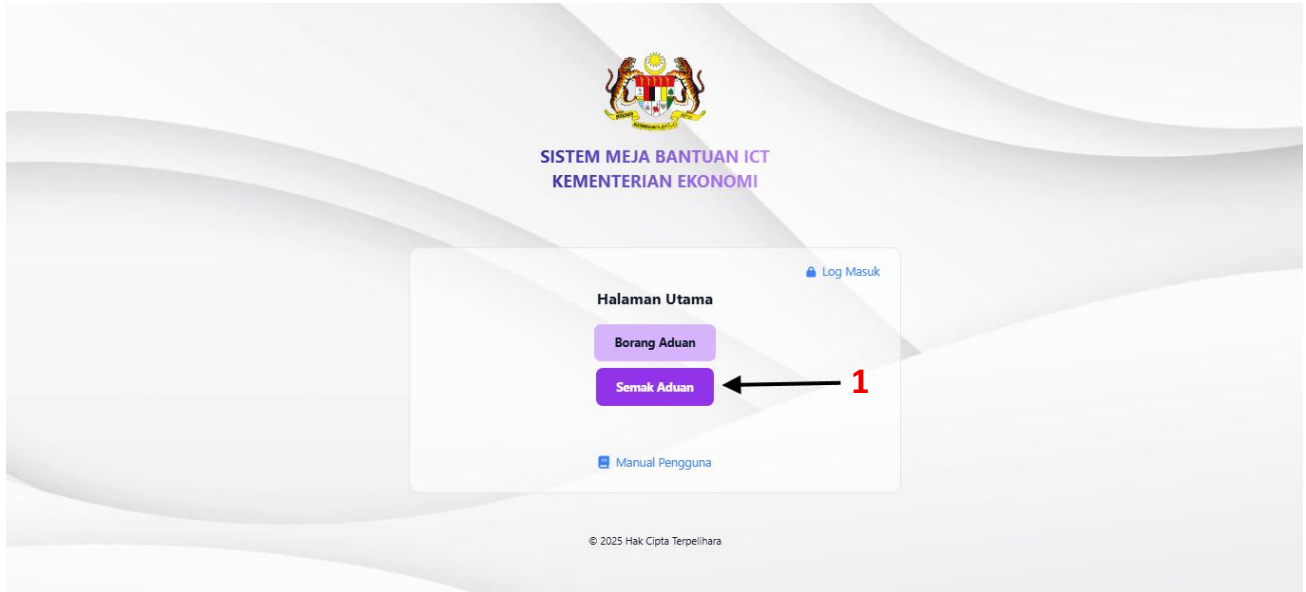 SISTEM MEJA BANTUAN ICT
KEMENTERIAN EKONOMI
Log Masuk
Halaman Utama
Borang Aduan
Semak Aduan
1
Manual Pengguna
© 2025 Hak Cipta Terpelihara